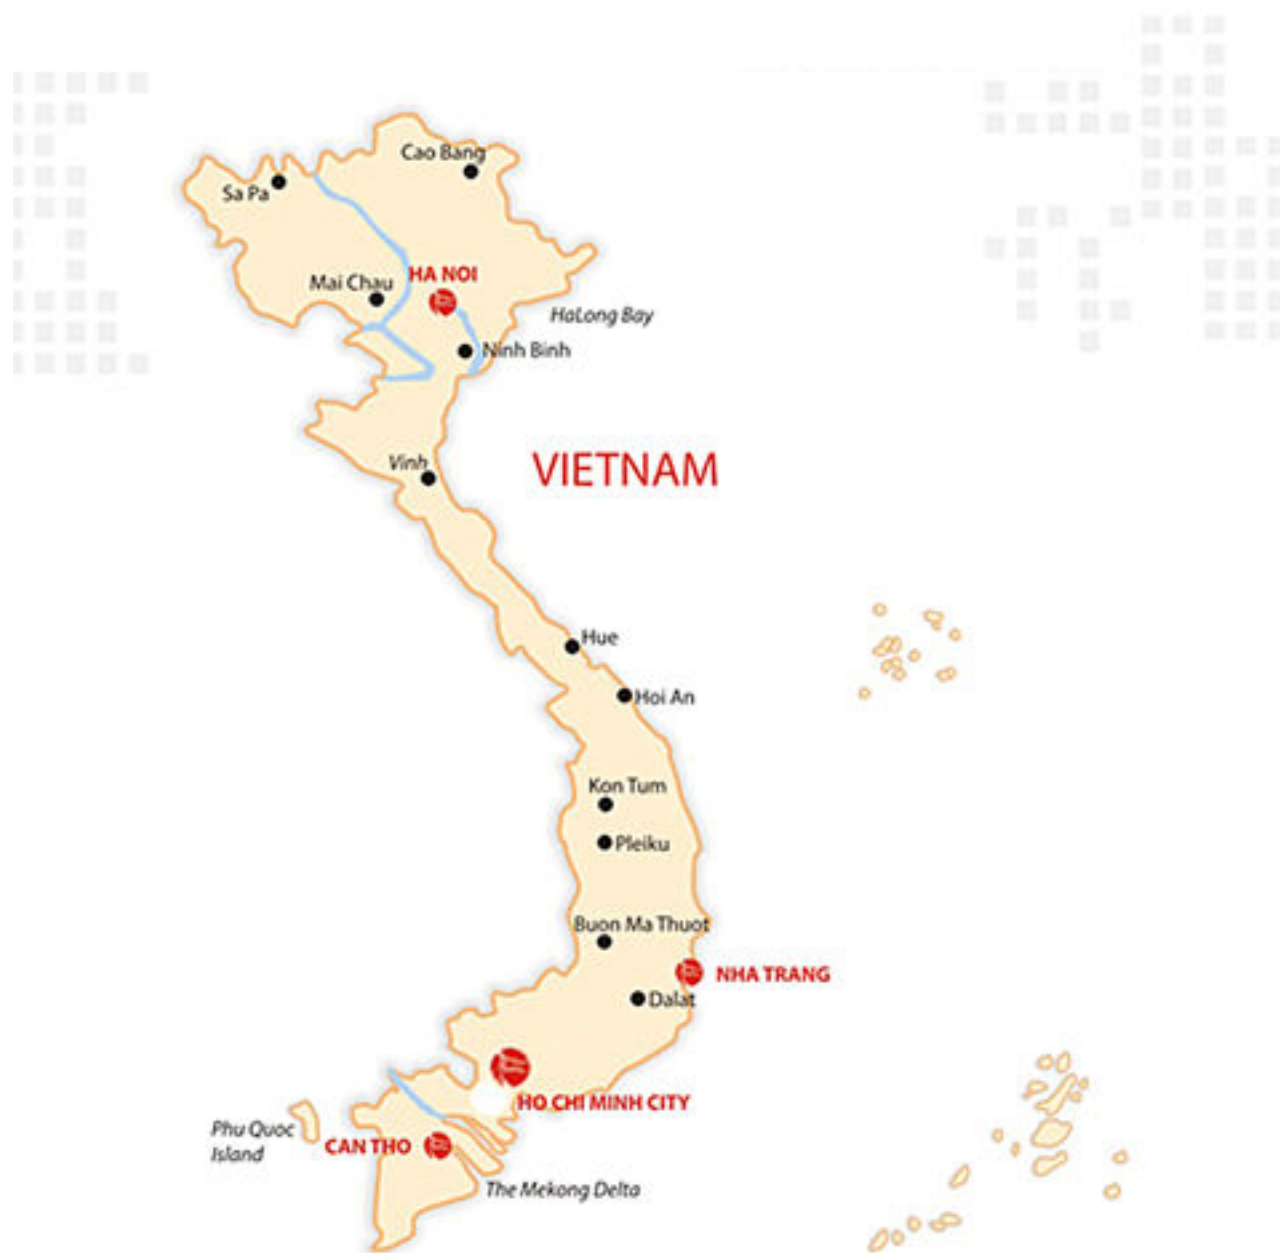 Cao Bang
Sa Pa
HA NOI
Mai Chau
HaLong Bay
Ninh Binh
Vinh
VIETNAM
Hue
Hoi An
Kon Tum
Pleiku
Buon Ma Thuot
NHA TRANG
Dalat
HO CHI MINH CITY
Phu Quoc
Island
CAN THO
The Mekong Delta